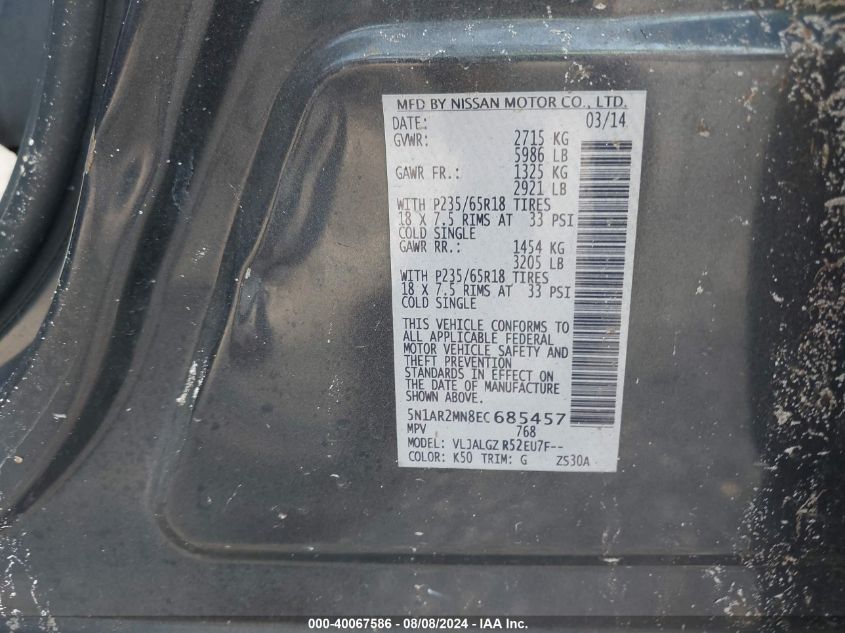 MFD BY NISSAN MOTOR CO., LTD.
DATE: 03/14
GVWR: 2715 KG
5986 LB
GAWR FR.: 1325 KG
2921 LB
WITH P235/65R18 TIRES
18 X 7.5 RIMS AT 33 PSI
COLD SINGLE
GAWR RR.: 1454 KG
3205 LB
WITH P235/65R18 TIRES
18 X 7.5 RIMS AT 33 PSI
COLD SINGLE
THIS VEHICLE CONFORMS TO
ALL APPLICABLE FEDERAL
MOTOR VEHICLE SAFETY AND
THEFT PREVENTION
STANDARDS IN EFFECT ON
THE DATE OF MANUFACTURE
SHOWN ABOVE.
5N1AR2MN8EC685457
MPV 768
MODEL: VLJALGZ R52EU7F--
COLOR: K50 TRIM: G ZS30A
000-40067586 - 08/08/2024 - IAA Inc.